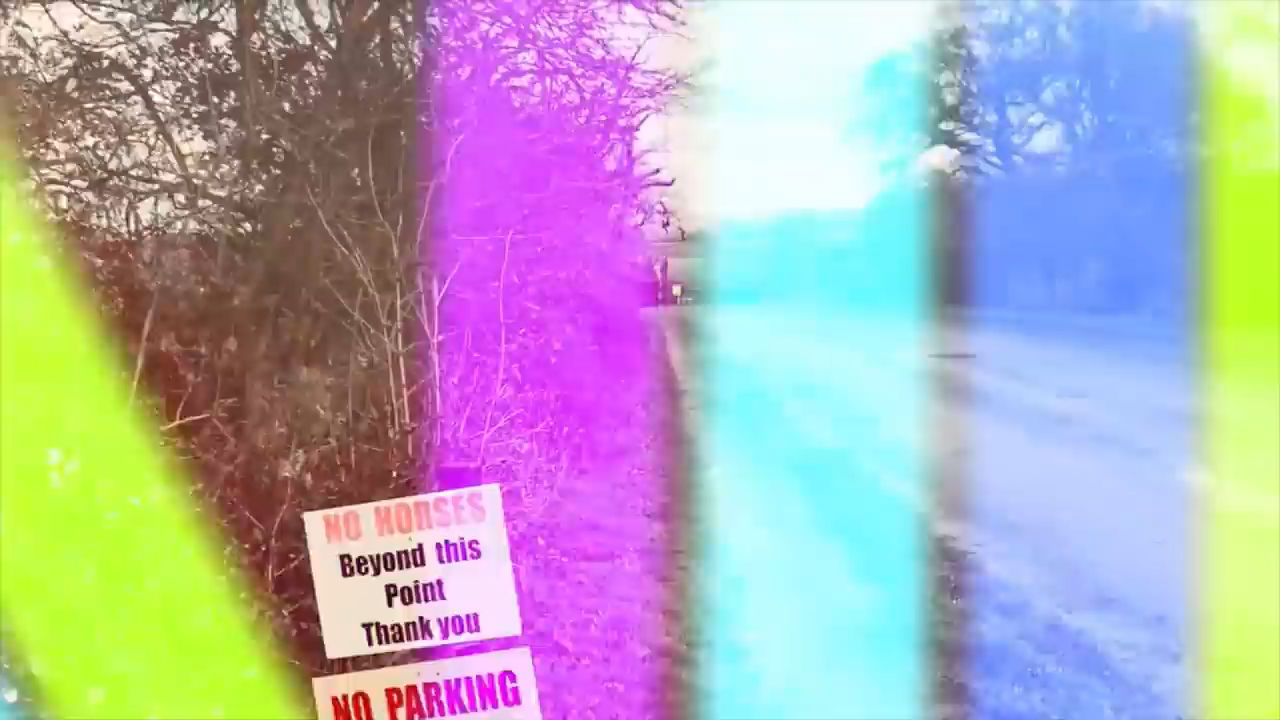 NO HORSES
Beyond this
Point
Thank you
NO PARKING